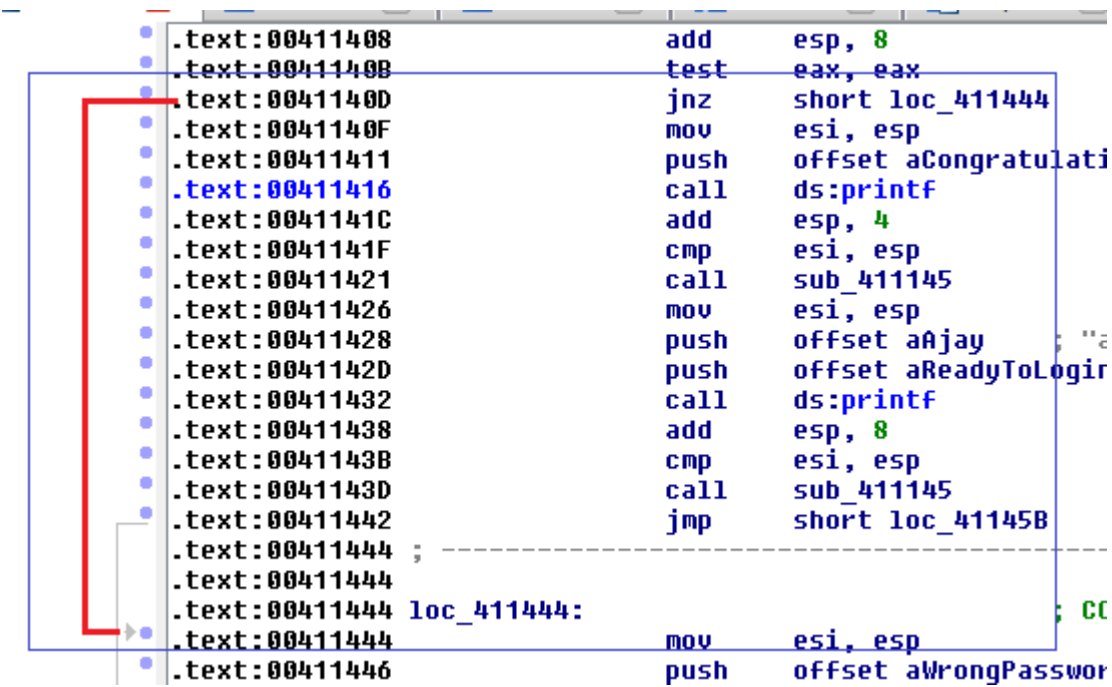 .text:00411408 add esp, 8
.text:0041140B test eax, eax
.text:0041140D jnz short loc_411444
.text:0041140F mov esi, esp
.text:00411411 push offset aCongratulati
.text:00411416 call ds:printf
.text:0041141C add esp, 4
.text:0041141F cmp esi, esp
.text:00411421 call sub_411145
.text:00411426 mov esi, esp
.text:00411428 push offset aAjay ; "a
.text:0041142D push offset aReadyToLogin
.text:00411432 call ds:printf
.text:00411438 add esp, 8
.text:0041143B cmp esi, esp
.text:0041143D call sub_411145
.text:00411442 jmp short loc_41145B
.text:00411444 ; ---------------------------------------------------------------------------
.text:00411444
.text:00411444 loc_411444: ; CO
.text:00411444 mov esi, esp
.text:00411446 push offset aWrongPasswor